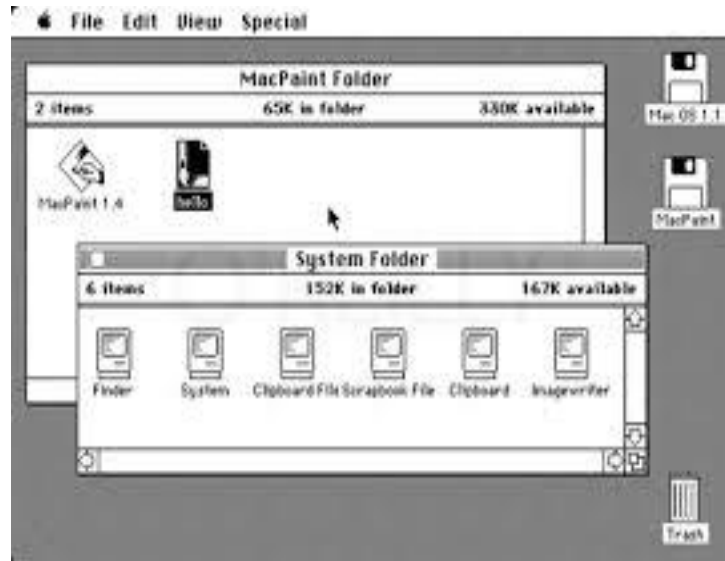 File Edit View Special
MacPaint Folder
2 items 65K in folder 330K available
MacPaint 1.4 hello
System Folder
6 items 152K in folder 167K available
Finder System Clipboard File Scrapbook File Clipboard Imagewriter
Mac OS 1.1
MacPaint
Trash